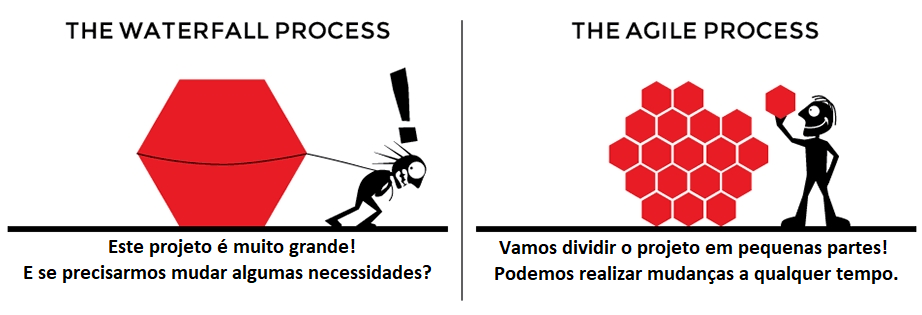 THE WATERFALL PROCESS
Este projeto é muito grande!
E se precisarmos mudar algumas necessidades?
THE AGILE PROCESS
Vamos dividir o projeto em pequenas partes!
Podemos realizar mudanças a qualquer tempo.